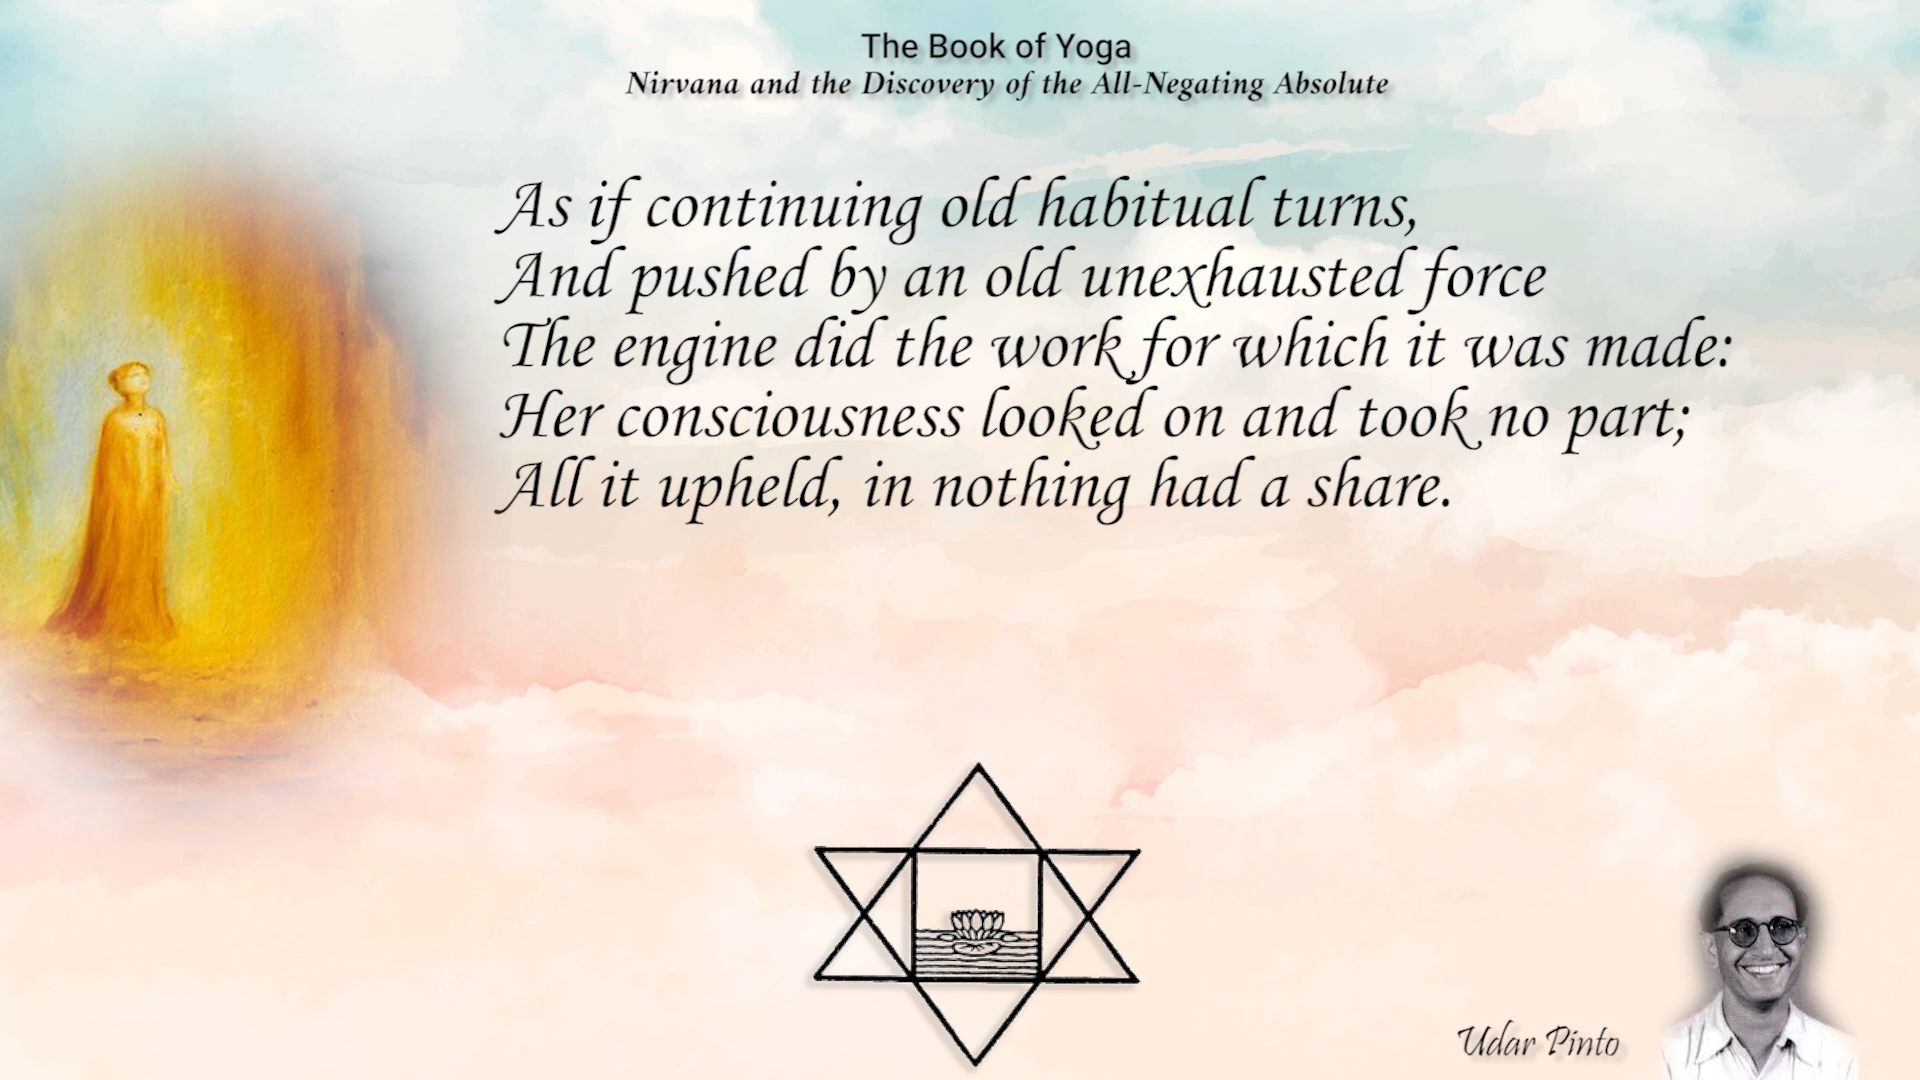 The Book of Yoga
Nirvana and the Discovery of the All-Negating Absolute
As if continuing old habitual turns,
And pushed by an old unexhausted force
The engine did the work for which it was made:
Her consciousness looked on and took no part;
All it upheld, in nothing had a share.
Udar Pinto